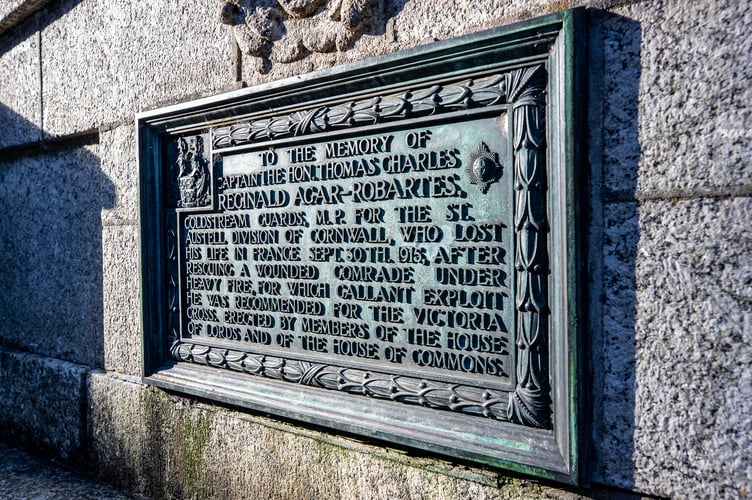 TO THE MEMORY OF
CAPTAIN THE HON. THOMAS CHARLES
REGINALD AGAR-ROBARTES.
COLDSTREAM GUARDS, M.P. FOR THE ST.
AUSTELL DIVISION OF CORNWALL, WHO LOST
HIS LIFE IN FRANCE SEPT. 30TH. 1915, AFTER
RESCUING A WOUNDED COMRADE UNDER
HEAVY FIRE, FOR WHICH GALLANT EXPLOIT
HE WAS RECOMMENDED FOR THE VICTORIA
CROSS. ERECTED BY MEMBERS OF THE HOUSE
OF LORDS AND OF THE HOUSE OF COMMONS.